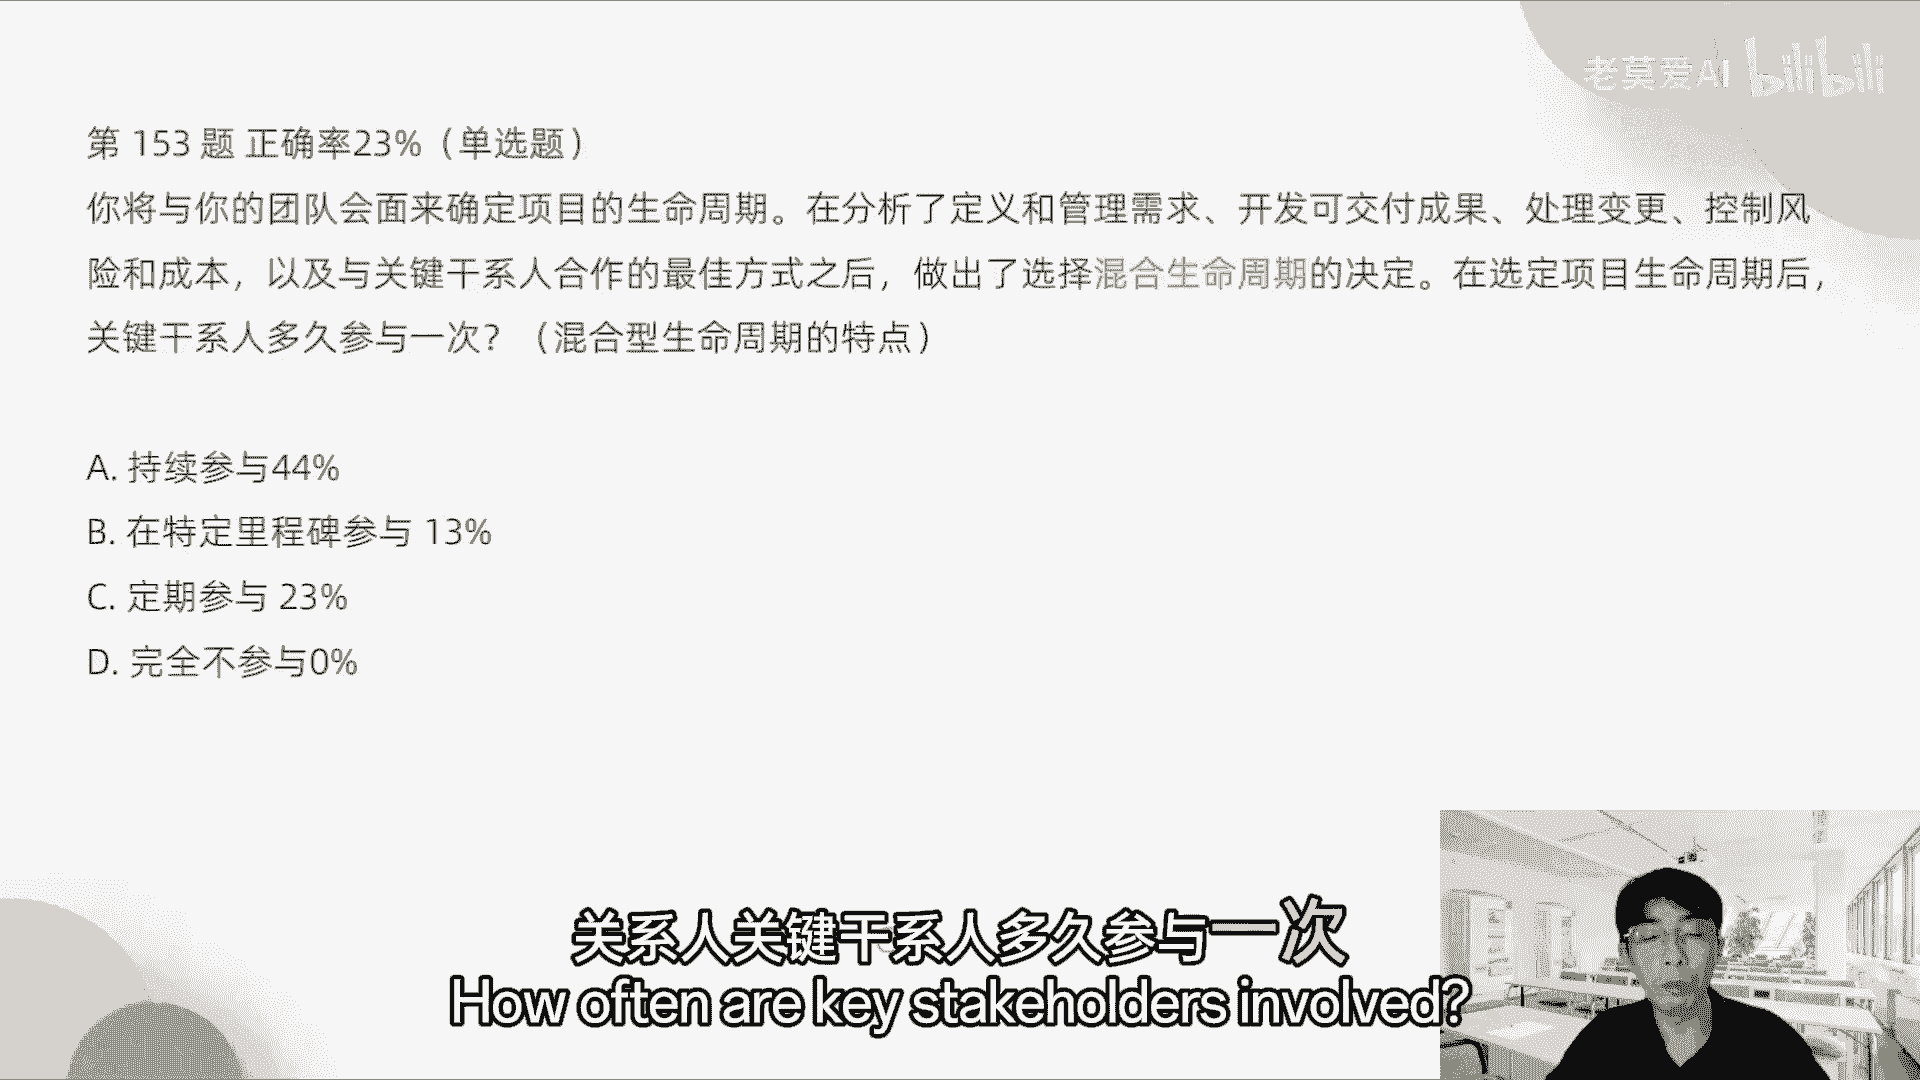 老莫爱AI bilibili
第 153 题 正确率23%（单选题）
你将与你的团队会面来确定项目的生命周期。在分析了定义和管理需求、开发可交付成果、处理变更、控制风
险和成本，以及与关键干系人合作的最佳方式之后，做出了选择混合生命周期的决定。在选定项目生命周期后，
关键干系人多久参与一次？（混合型生命周期的特点）
A. 持续参与44%
B. 在特定里程碑参与 13%
C. 定期参与 23%
D. 完全不参与0%
关系人关键干系人多久参与一次
How often are key stakeholders involved?